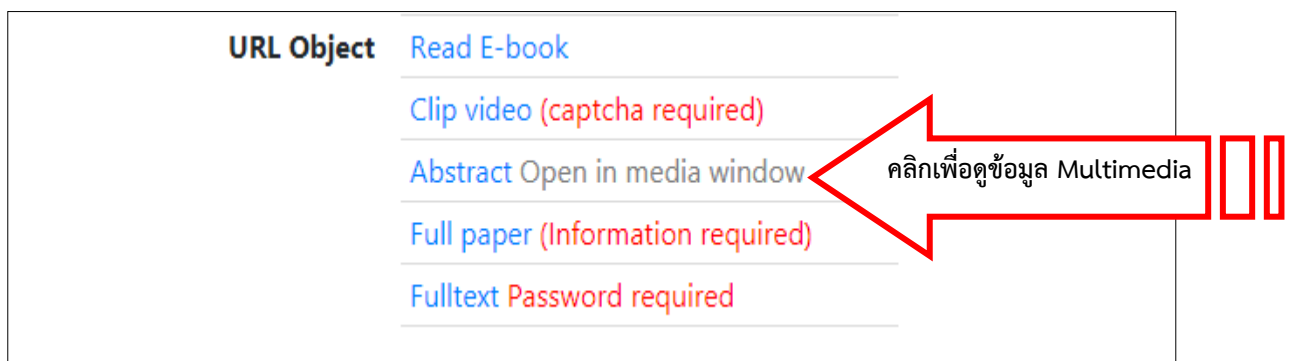 URL Object Read E-book
Clip video (captcha required)
Abstract Open in media window
คลิกเพื่อดูข้อมูล Multimedia
Full paper (Information required)
Fulltext Password required